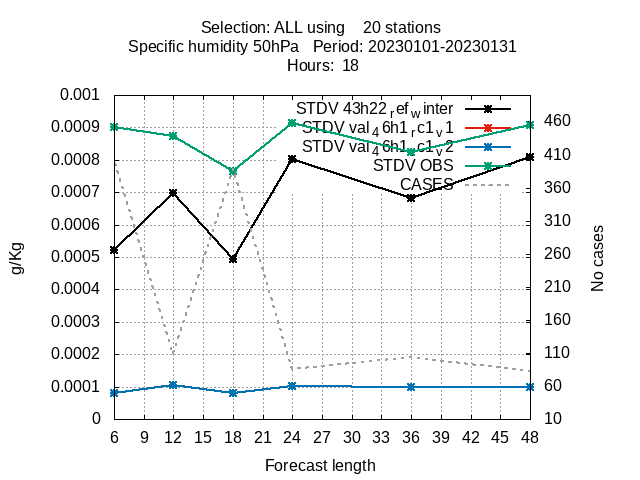 Selection: ALL using    20 stations
Specific humidity 50hPa   Period: 20230101-20230131
Hours:  18
0.001
0.0009
0.0008
0.0007
0.0006
0.0005
0.0004
0.0003
0.0002
0.0001
0
g/Kg
STDV 43h22_ref_winter
STDV val_46h1_rc1_v1
STDV val_46h1_rc1_v2
STDV OBS
CASES
460
410
360
310
260
210
160
110
60
10
No cases
6 9 12 15 18 21 24 27 30 33 36 39 42 45 48
Forecast length